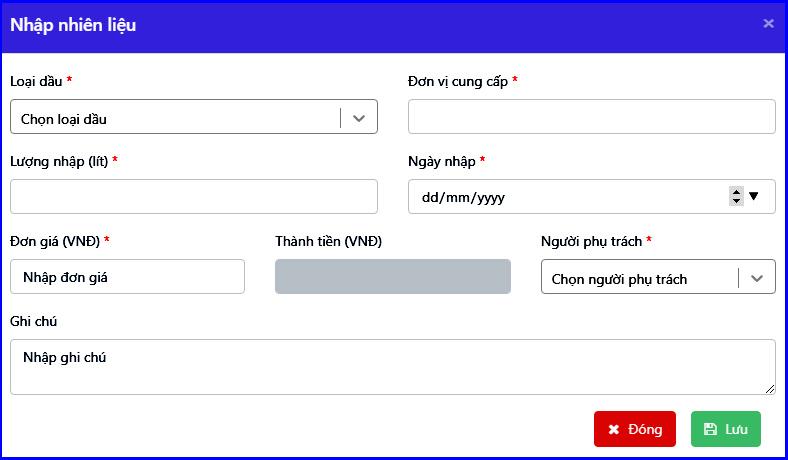 Nhập nhiên liệu ×
Loại dầu * Đơn vị cung cấp *
Chọn loại dầu
Lượng nhập (lít) * Ngày nhập *
dd/mm/yyyy
Đơn giá (VNĐ) * Thành tiền (VNĐ) Người phụ trách *
Nhập đơn giá Chọn người phụ trách
Ghi chú
Nhập ghi chú
Đóng Lưu